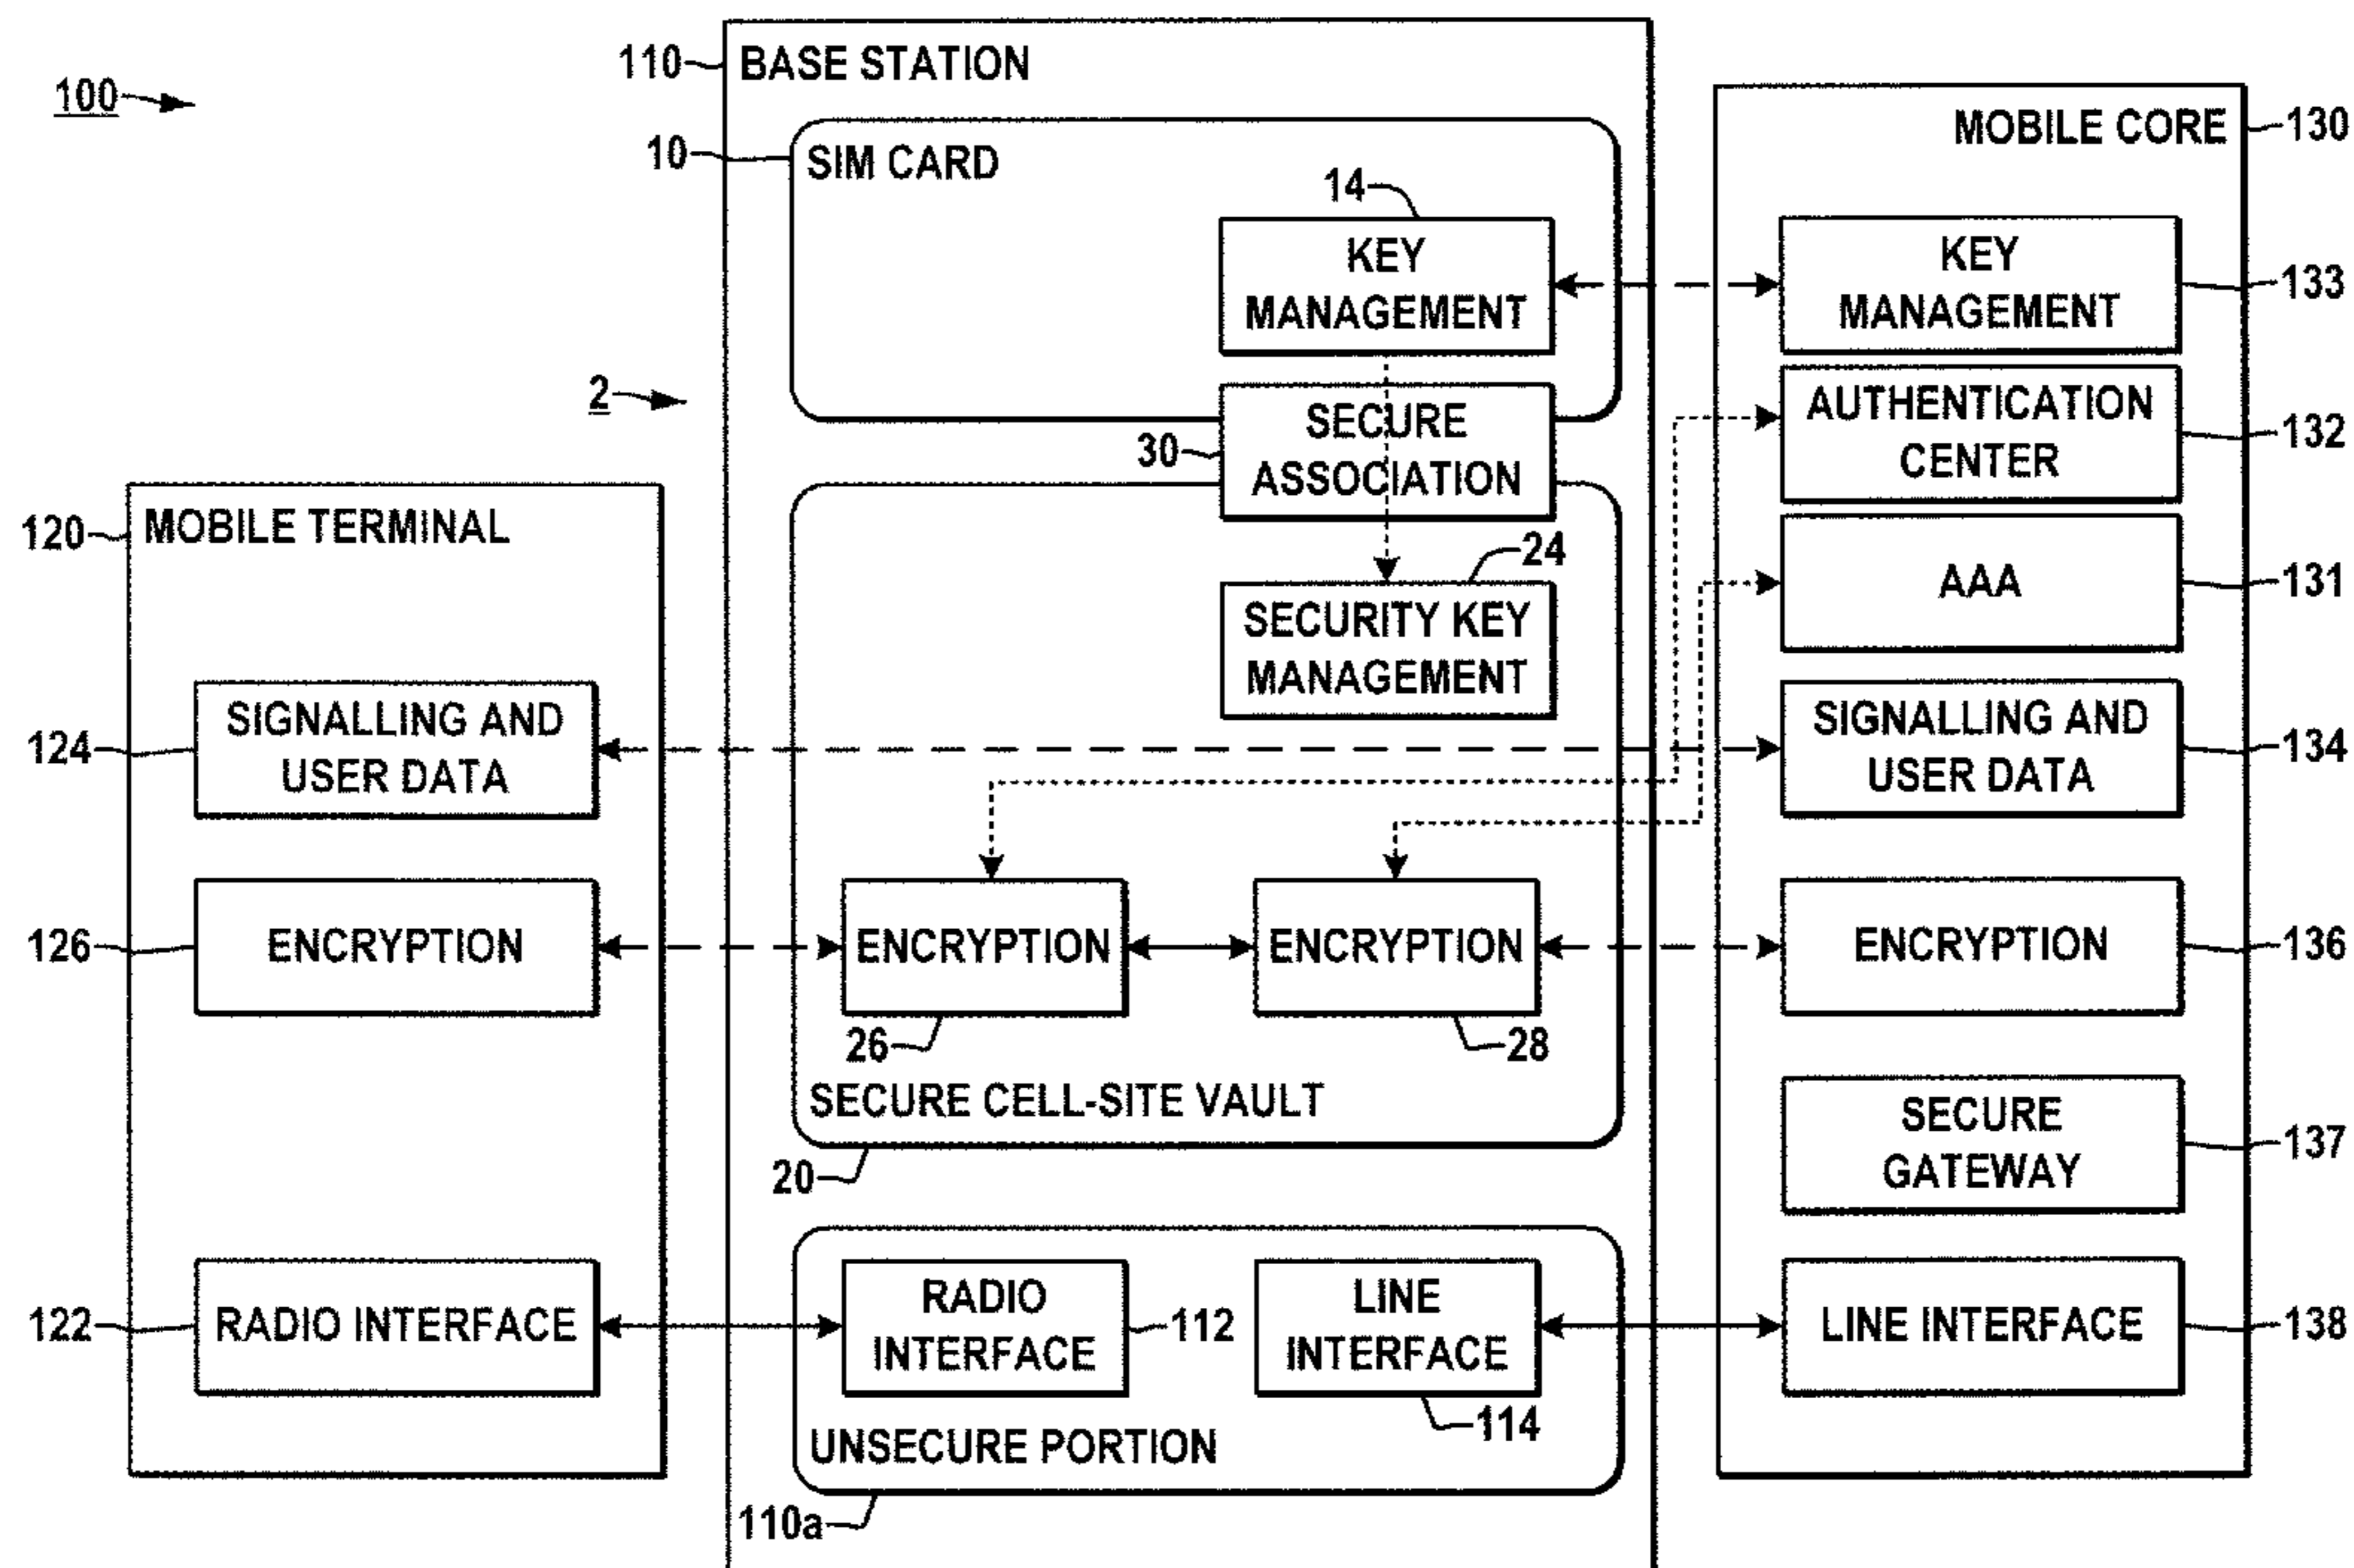 100
110
BASE STATION
10
SIM CARD
14
KEY
MANAGEMENT
2
30
SECURE
ASSOCIATION
24
SECURITY KEY
MANAGEMENT
ENCRYPTION
26
ENCRYPTION
28
SECURE CELL-SITE VAULT
20
RADIO
INTERFACE
112
LINE
INTERFACE
114
UNSECURE PORTION
110a
120
MOBILE TERMINAL
124
SIGNALLING AND
USER DATA
126
ENCRYPTION
122
RADIO INTERFACE
MOBILE CORE
130
KEY
MANAGEMENT
133
AUTHENTICATION
CENTER
132
AAA
131
SIGNALLING AND
USER DATA
134
ENCRYPTION
136
SECURE
GATEWAY
137
LINE INTERFACE
138